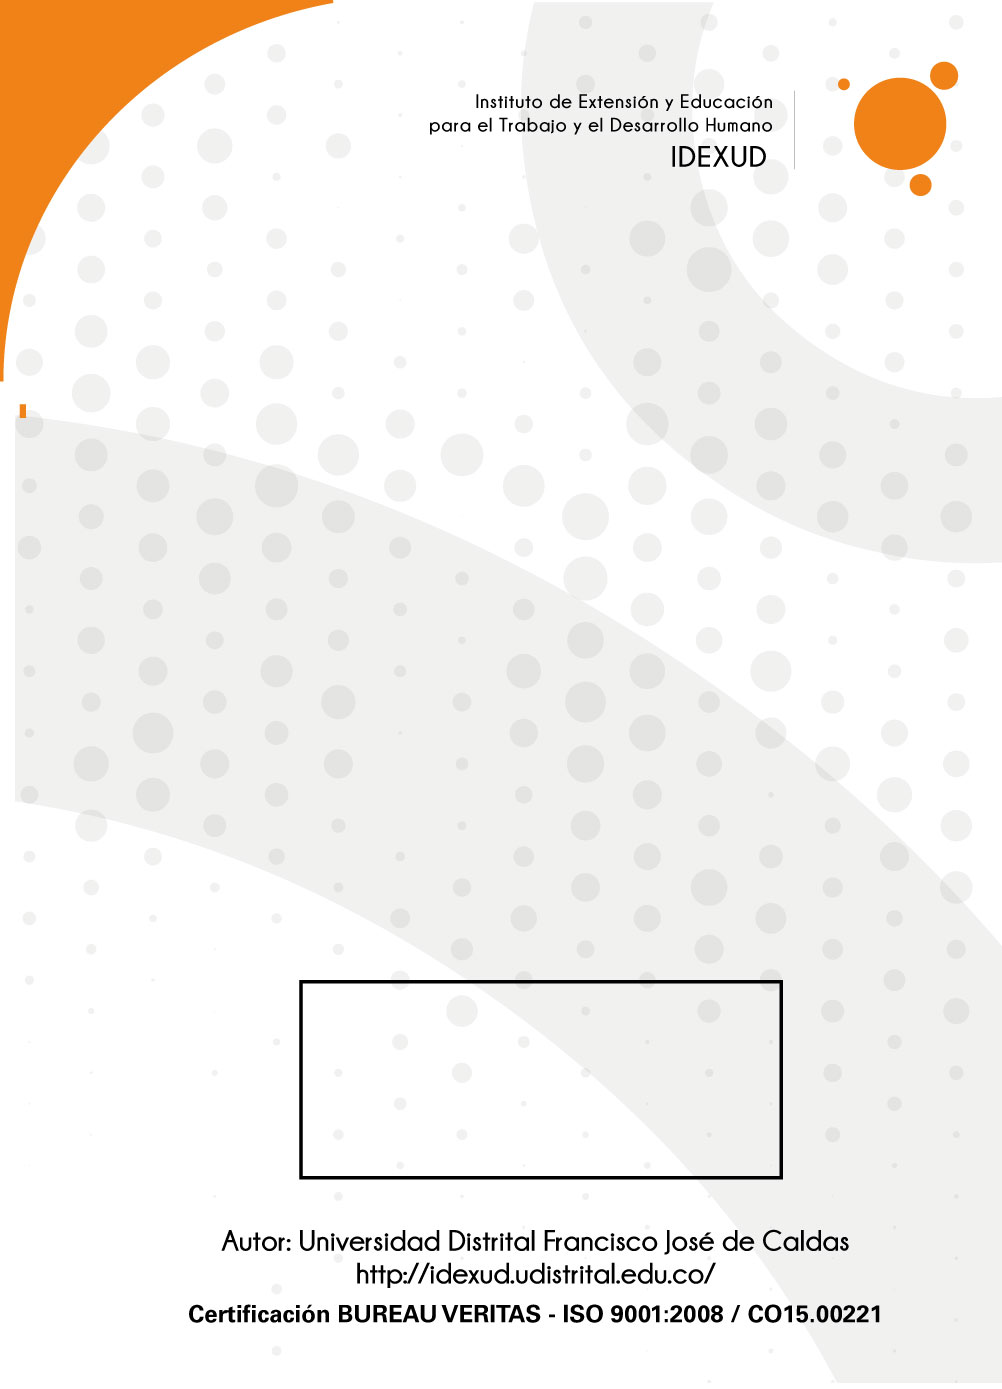 Instituto de Extensión y Educación
para el Trabajo y el Desarrollo Humano
IDEXUD
Autor: Universidad Distrital Francisco José de Caldas
http://idexud.udistrital.edu.co/
Certificación BUREAU VERITAS - ISO 9001:2008 / CO15.00221